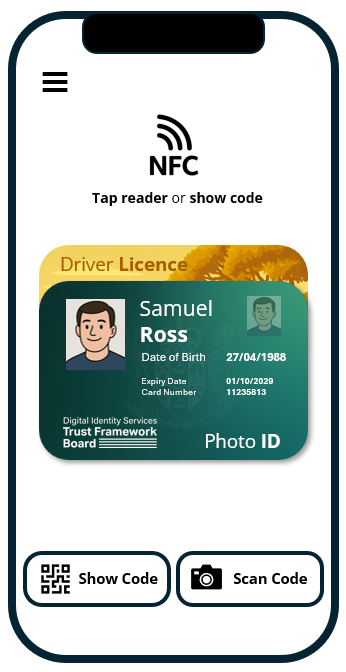 NFC
Tap reader or show code
Driver Licence
Samuel
Ross
Date of Birth 27/04/1988
Expiry Date 01/10/2029
Card Number 11235813
Digital Identity Services
Trust Framework
Board
Photo ID
Show Code
Scan Code